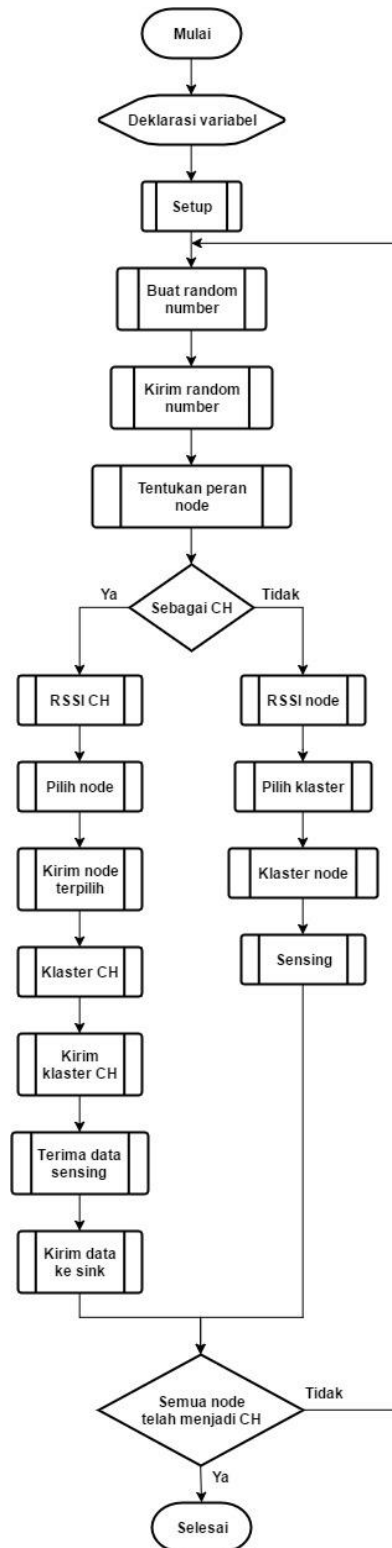 Mulai
Deklarasi variabel
Setup
Buat random
number
Kirim random
number
Tentukan peran
node
Ya
Sebagai CH
Tidak
RSSI CH
Pilih node
Kirim node
terpilih
Klaster CH
Kirim
klaster CH
Terima data
sensing
Kirim data
ke sink
RSSI node
Pilih klaster
Klaster node
Sensing
Semua node
telah menjadi CH
Tidak
Ya
Selesai